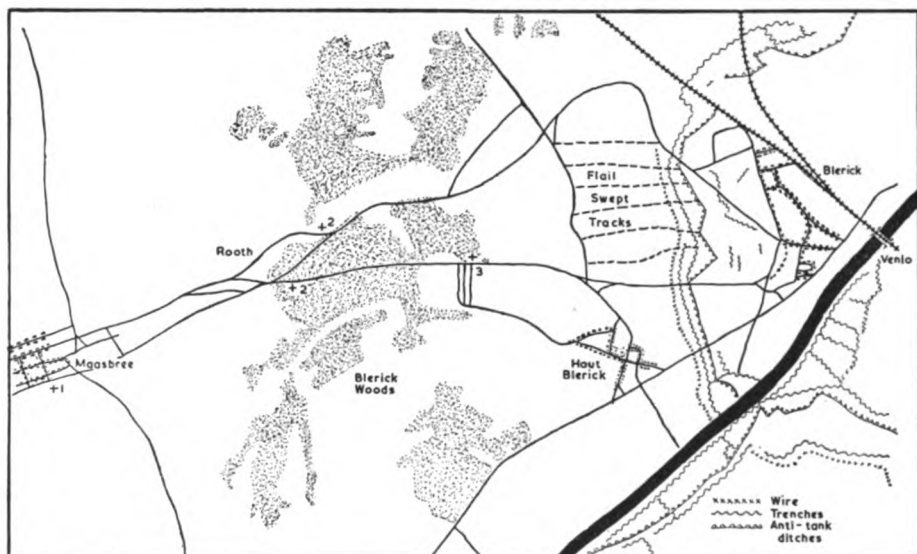 Blerick
Flail
Swept
Tracks
Rooth
+2
Venlo
+
3
+2
Maasbree
+1
Hout
Blerick
Blerick
Woods
Wire
Trenches
Anti-tank
ditches